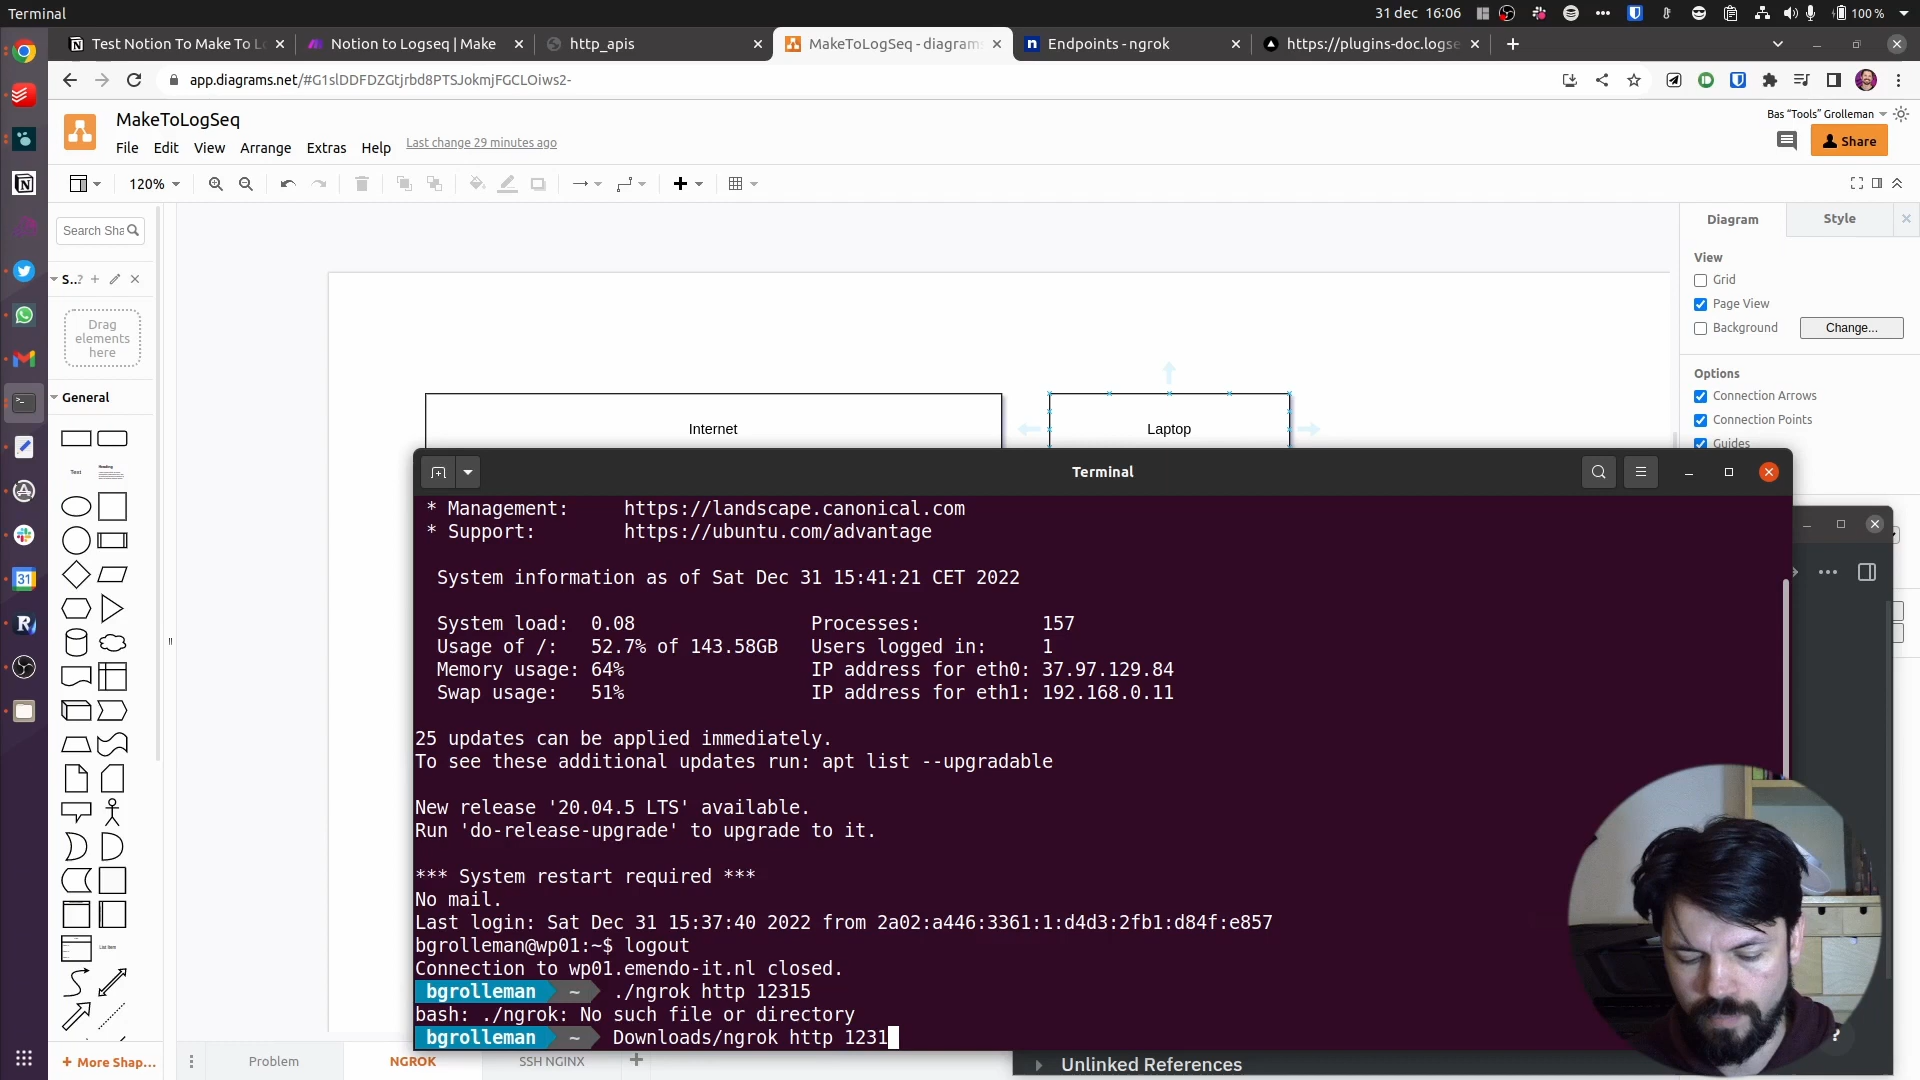 Terminal
31 dec 16:06
100 %
Test Notion To Make To Lo
Notion to Logseq | Make
http_apis
MakeToLogSeq - diagrams
Endpoints - ngrok
https://plugins-doc.logse
app.diagrams.net/#G1slDDFDZGtjrbd8PTSJokmjFGCLOiws2-
MakeToLogSeq
Bas “Tools” Grolleman
File Edit View Arrange Extras Help Last change 29 minutes ago
Share
120%
Search Sha
Diagram Style
S..?
View
Grid
Page View
Background Change...
Drag
elements
here
Options
Connection Arrows
Connection Points
Guides
General
Text
Heading
List Item
Internet
Laptop
Terminal
* Management: https://landscape.canonical.com
* Support: https://ubuntu.com/advantage
System information as of Sat Dec 31 15:41:21 CET 2022
System load: 0.08 Processes: 157
Usage of /: 52.7% of 143.58GB Users logged in: 1
Memory usage: 64% IP address for eth0: 37.97.129.84
Swap usage: 51% IP address for eth1: 192.168.0.11
25 updates can be applied immediately.
To see these additional updates run: apt list --upgradable
New release '20.04.5 LTS' available.
Run 'do-release-upgrade' to upgrade to it.
*** System restart required ***
No mail.
Last login: Sat Dec 31 15:37:40 2022 from 2a02:a446:3361:1:d4d3:2fb1:d84f:e857
bgrolleman@wp01:~$ logout
Connection to wp01.emendo-it.nl closed.
bgrolleman ~ ./ngrok http 12315
bash: ./ngrok: No such file or directory
bgrolleman ~ Downloads/ngrok http 1231
+ More Shap...
Problem NGROK SSH NGINX
Unlinked References
?
31